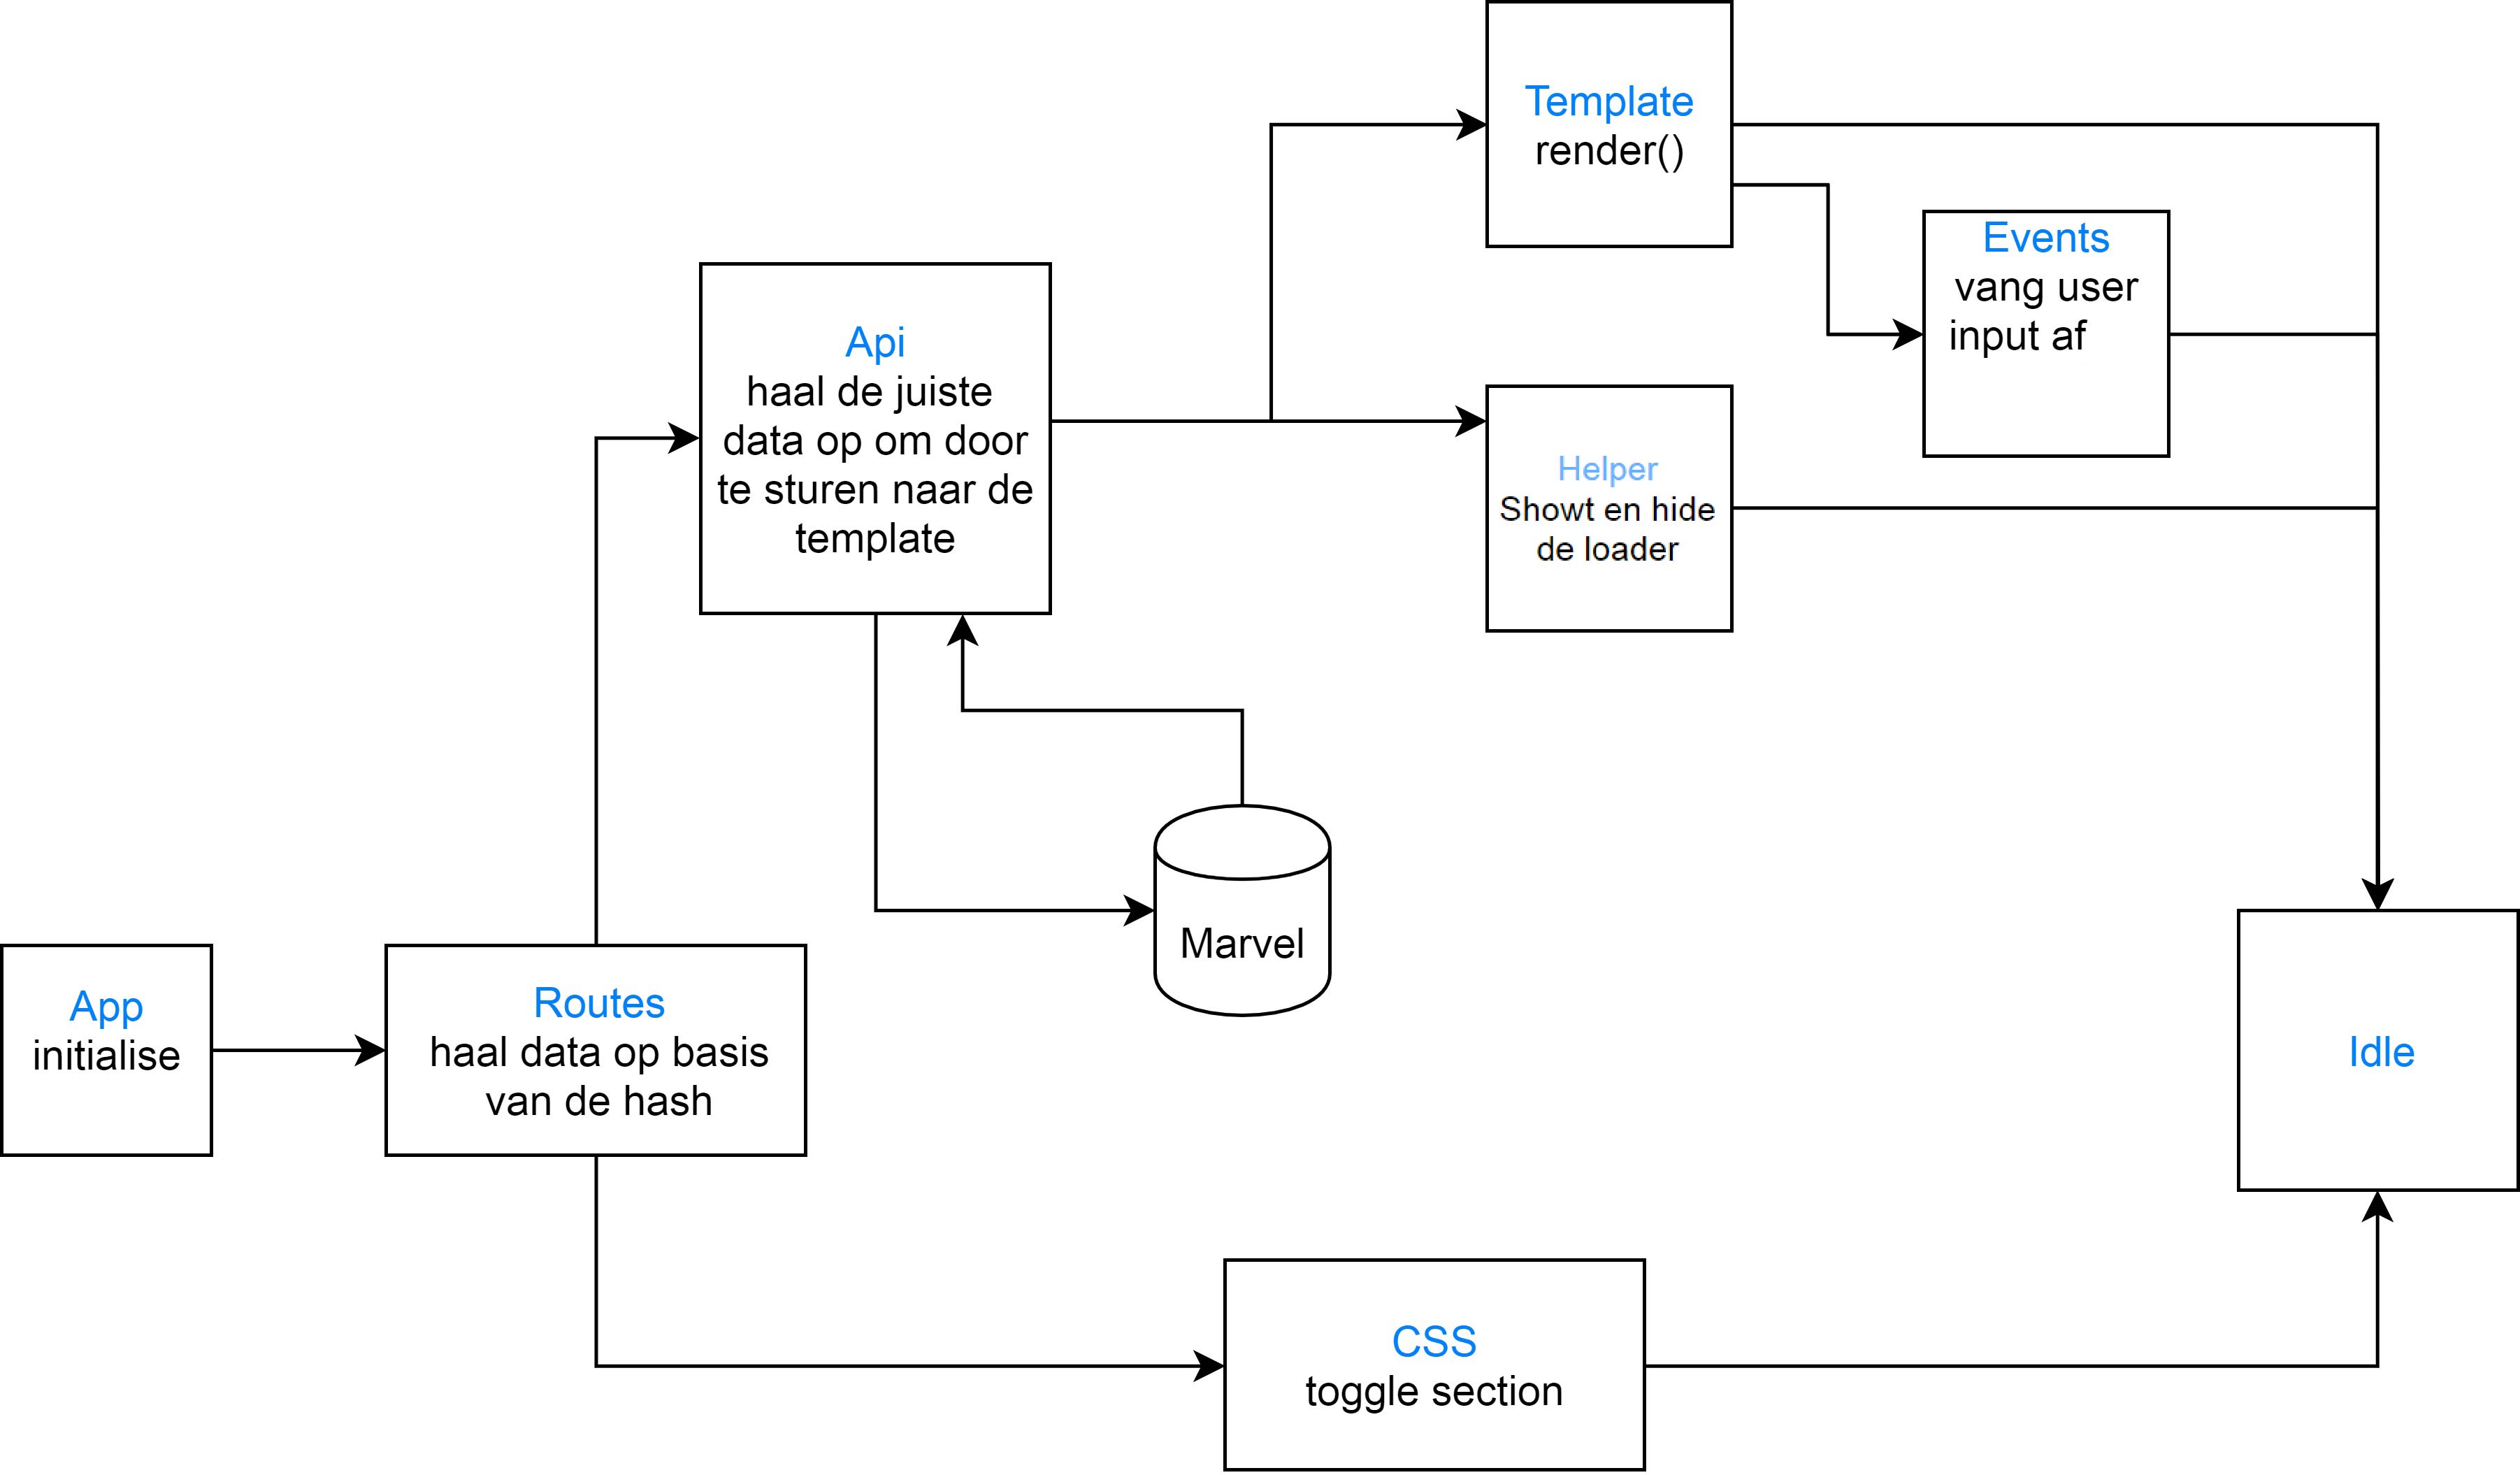 Template
render()
Events
vang user
input af
Api
haal de juiste
data op om door
te sturen naar de
template
Helper
Showt en hide
de loader
Marvel
App
initialise
Routes
haal data op basis
van de hash
Idle
CSS
toggle section